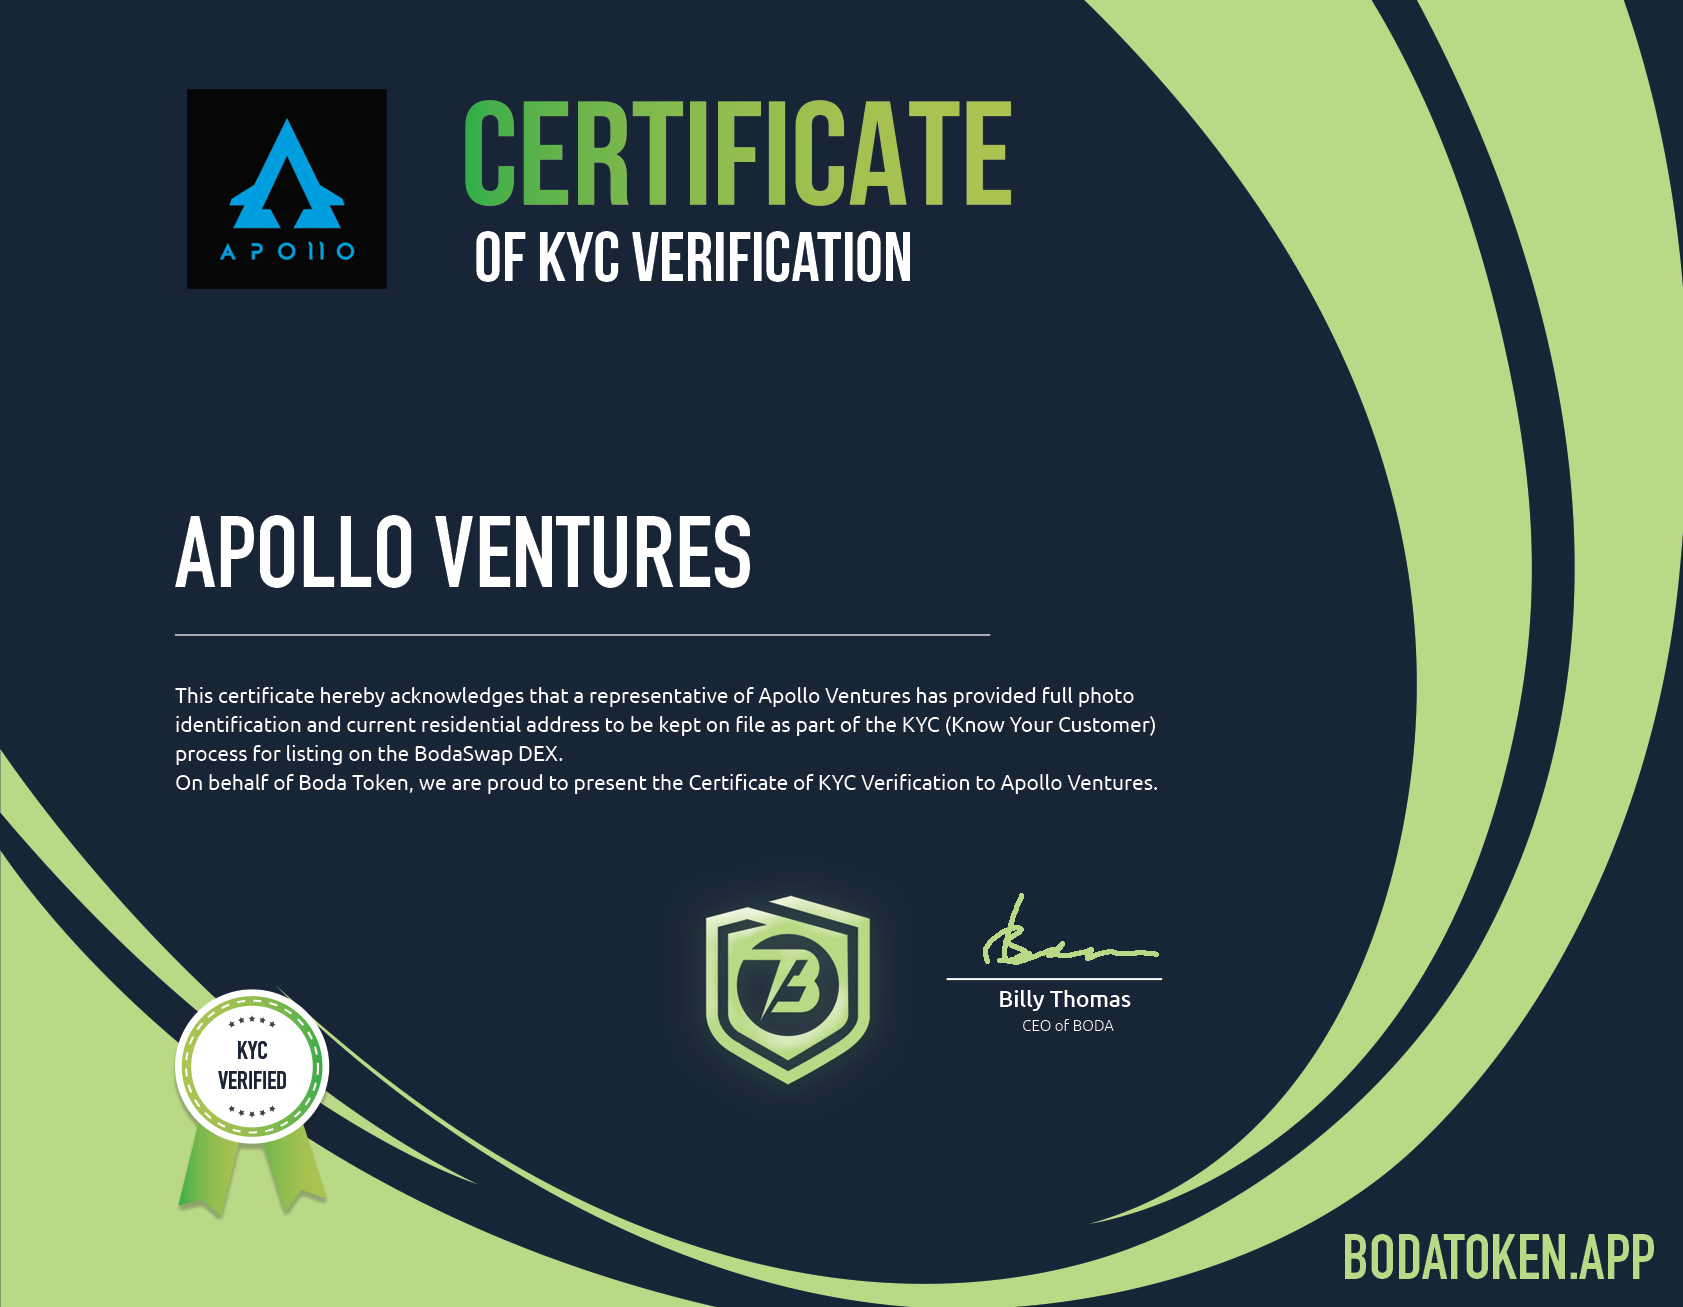 APOLLO
CERTIFICATE
OF KYC VERIFICATION
APOLLO VENTURES
This certificate hereby acknowledges that a representative of Apollo Ventures has provided full photo
identification and current residential address to be kept on file as part of the KYC (Know Your Customer)
process for listing on the BodaSwap DEX.
On behalf of Boda Token, we are proud to present the Certificate of KYC Verification to Apollo Ventures.
B
Billy Thomas
CEO of BODA
KYC
VERIFIED
BODATOKEN.APP